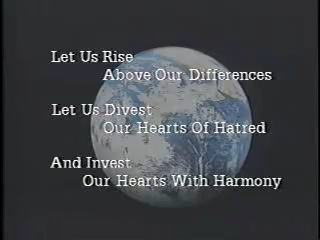 Let Us Rise
Above Our Differences
Let Us Divest
Our Hearts Of Hatred
And Invest
Our Hearts With Harmony